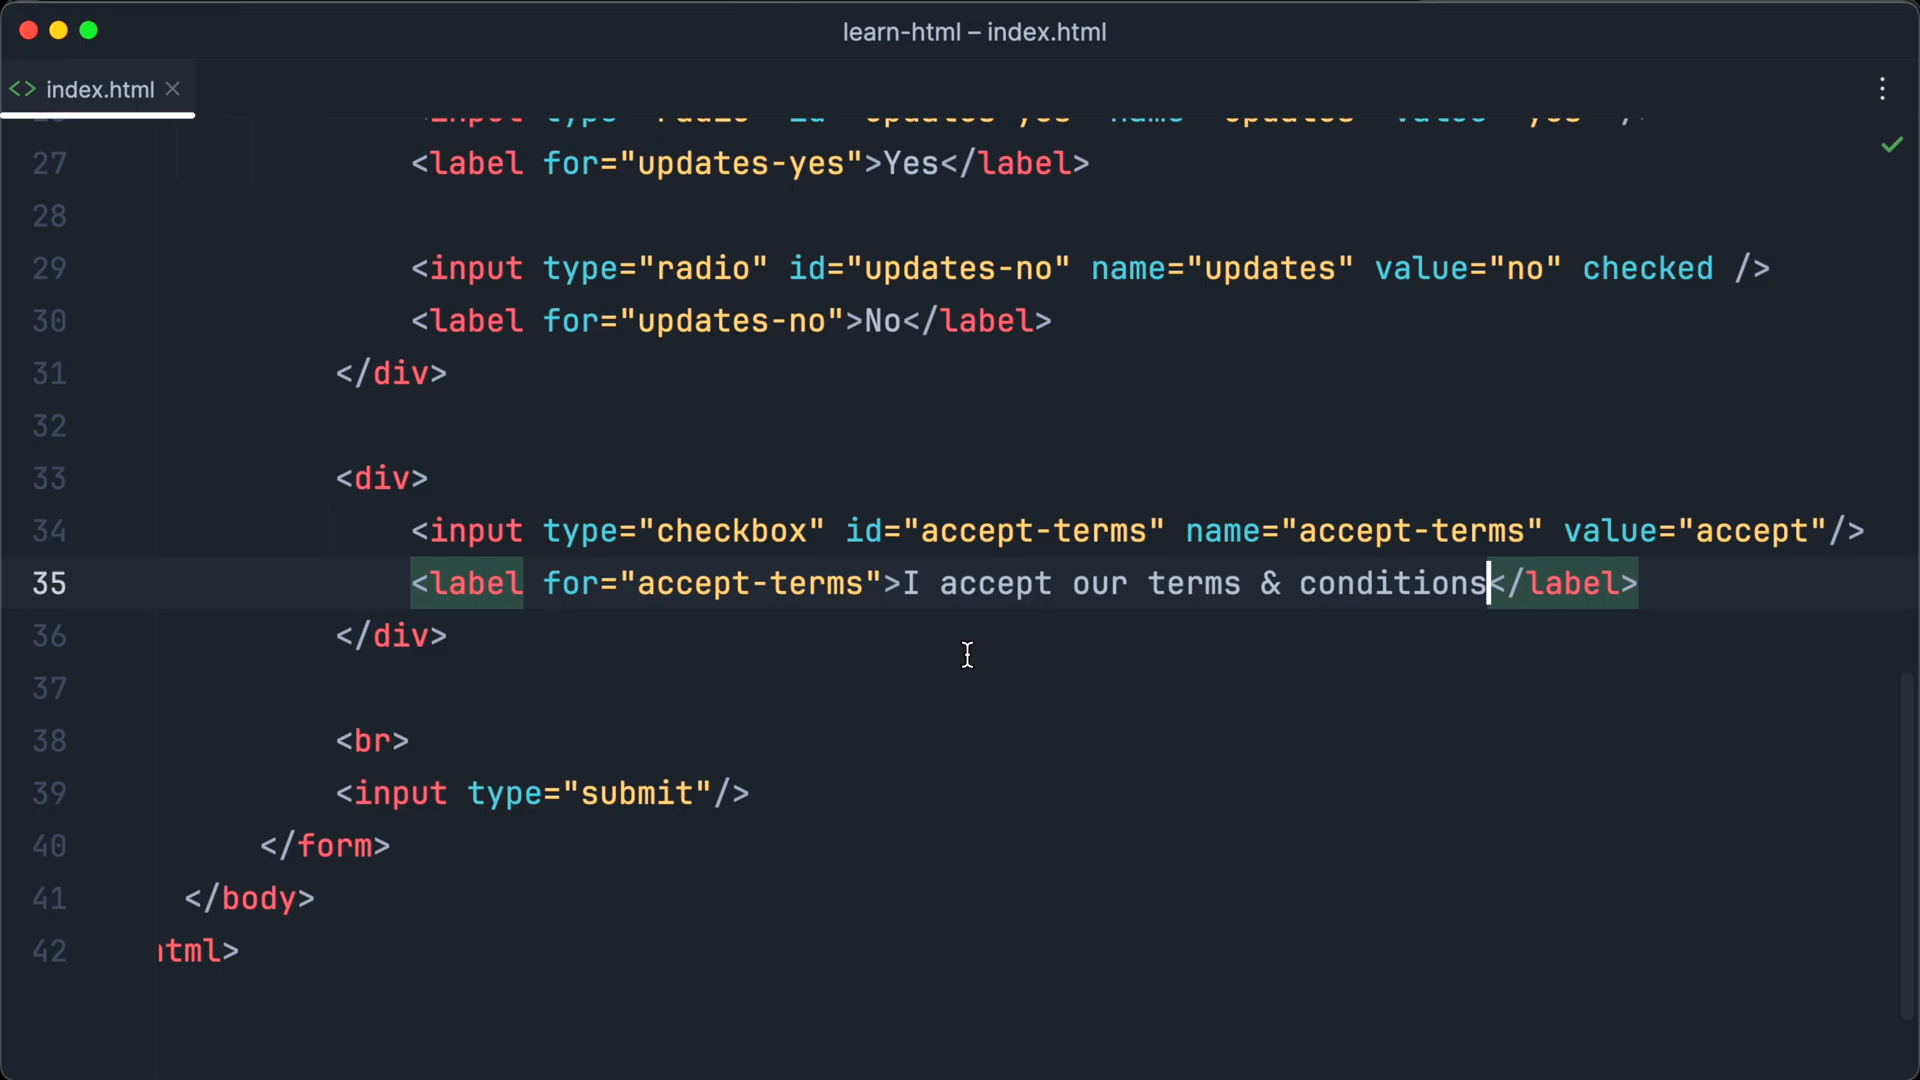 learn-html – index.html
<> index.html
27 <label for="updates-yes">Yes</label>
28
29 <input type="radio" id="updates-no" name="updates" value="no" checked />
30 <label for="updates-no">No</label>
31 </div>
32
33 <div>
34 <input type="checkbox" id="accept-terms" name="accept-terms" value="accept"/>
35 <label for="accept-terms">I accept our terms & conditions</label>
36 </div>
37
38 <br>
39 <input type="submit"/>
40 </form>
41 </body>
42 html>